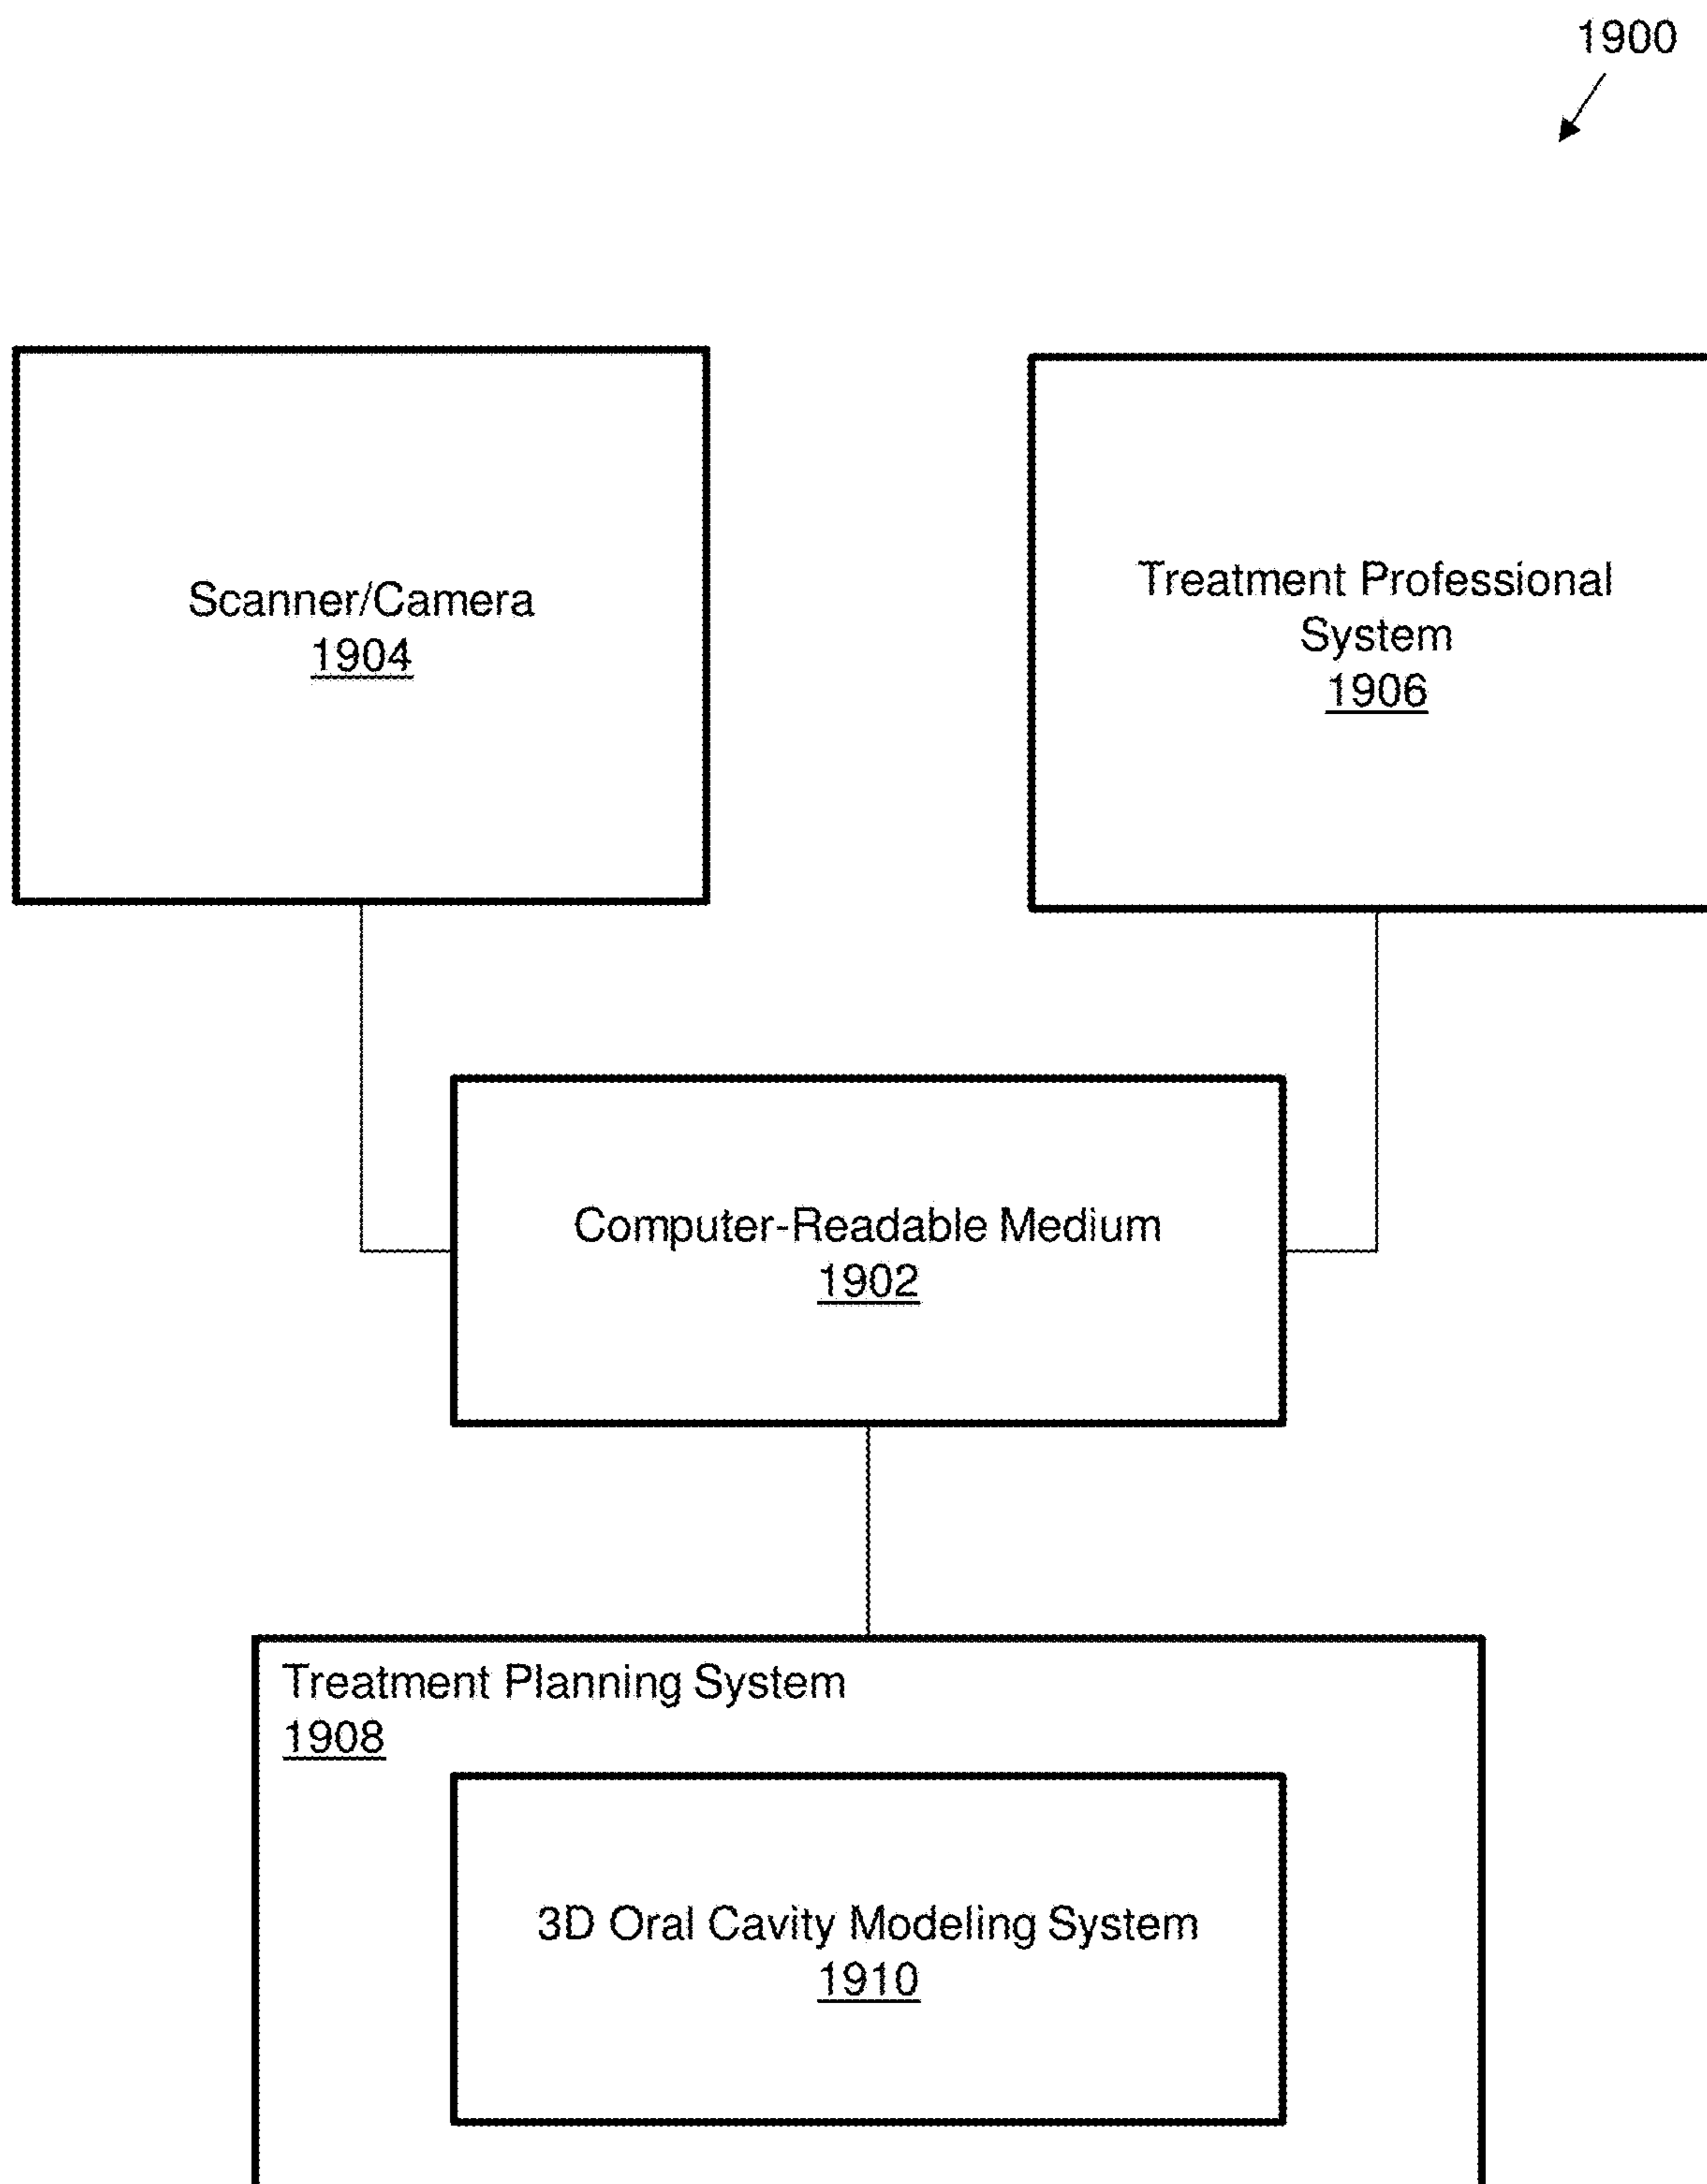 1900
Scanner/Camera
1904
Treatment Professional
System
1906
Computer-Readable Medium
1902
Treatment Planning System
1908
3D Oral Cavity Modeling System
1910